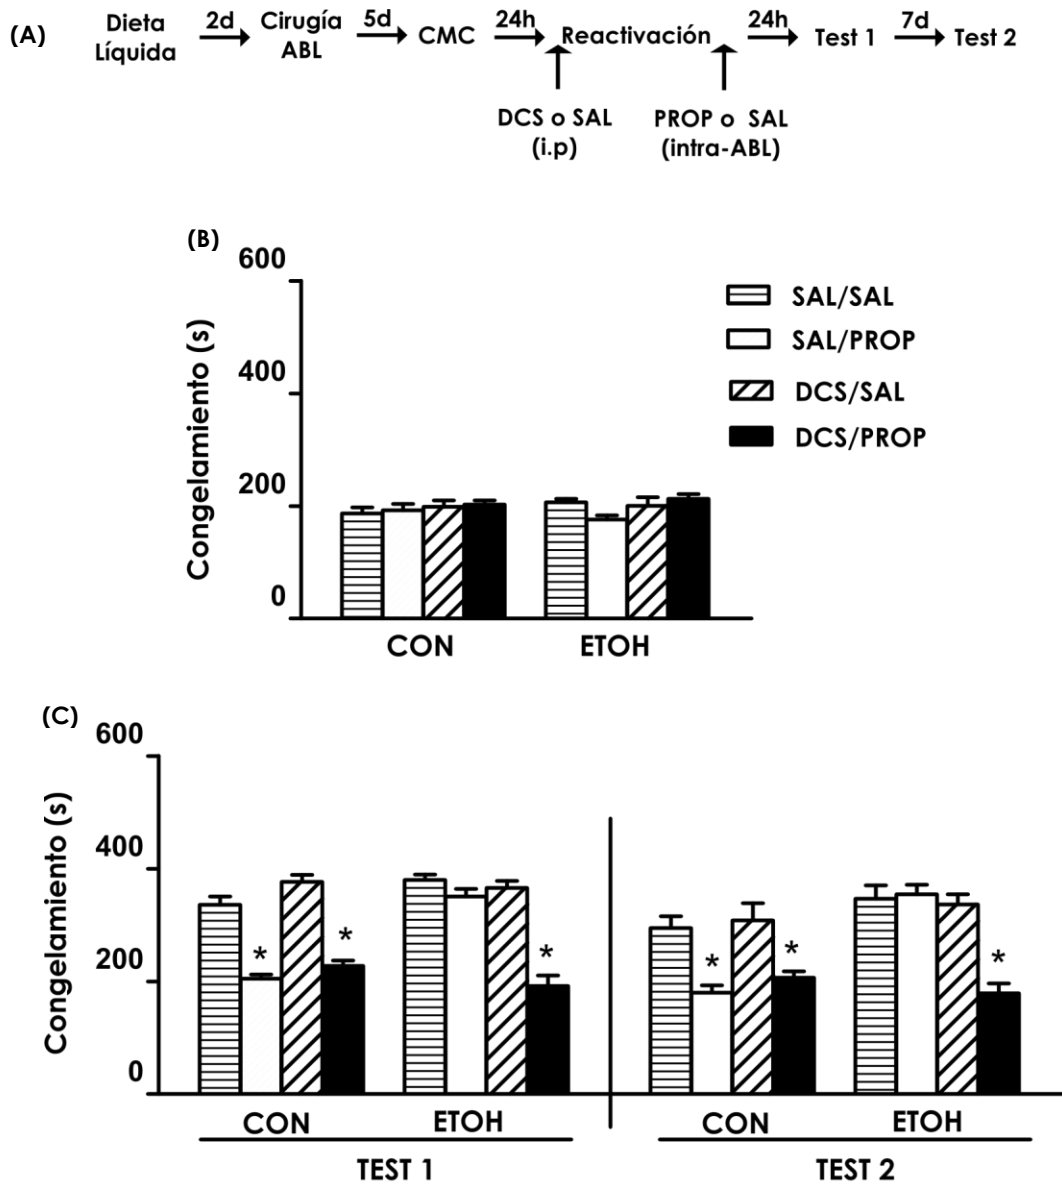 (A)
Dieta Líquida
2d
Cirugía ABL
5d
CMC
24h
Reactivación
24h
Test 1
7d
Test 2
DCS o SAL
(i.p)
PROP o SAL
(intra-ABL)
(B)
Congelamiento (s)
600
400
200
0
CON
ETOH
SAL/SAL
SAL/PROP
DCS/SAL
DCS/PROP
(C)
Congelamiento (s)
600
400
200
0
*
*
*
*
*
*
CON
ETOH
CON
ETOH
TEST 1
TEST 2